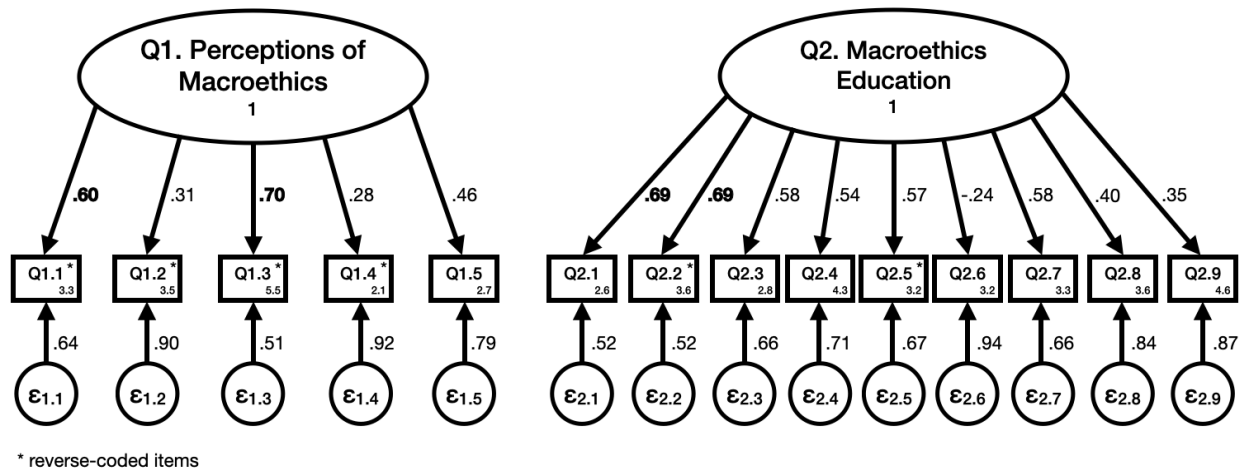 Q1. Perceptions of
Macroethics
1
Q2. Macroethics
Education
1
.60 .31 .70 .28 .46
.69 .69 .58 .54 .57 -.24 .58 .40 .35
Q1.1* Q1.2* Q1.3* Q1.4* Q1.5
3.3 3.5 5.5 2.1 2.7
Q2.1 Q2.2* Q2.3 Q2.4 Q2.5* Q2.6 Q2.7 Q2.8 Q2.9
2.6 3.6 2.8 4.3 3.2 3.2 3.3 3.6 4.6
.64 .90 .51 .92 .79
.52 .52 .66 .71 .67 .94 .66 .84 .87
ε1.1 ε1.2 ε1.3 ε1.4 ε1.5
ε2.1 ε2.2 ε2.3 ε2.4 ε2.5 ε2.6 ε2.7 ε2.8 ε2.9
* reverse-coded items